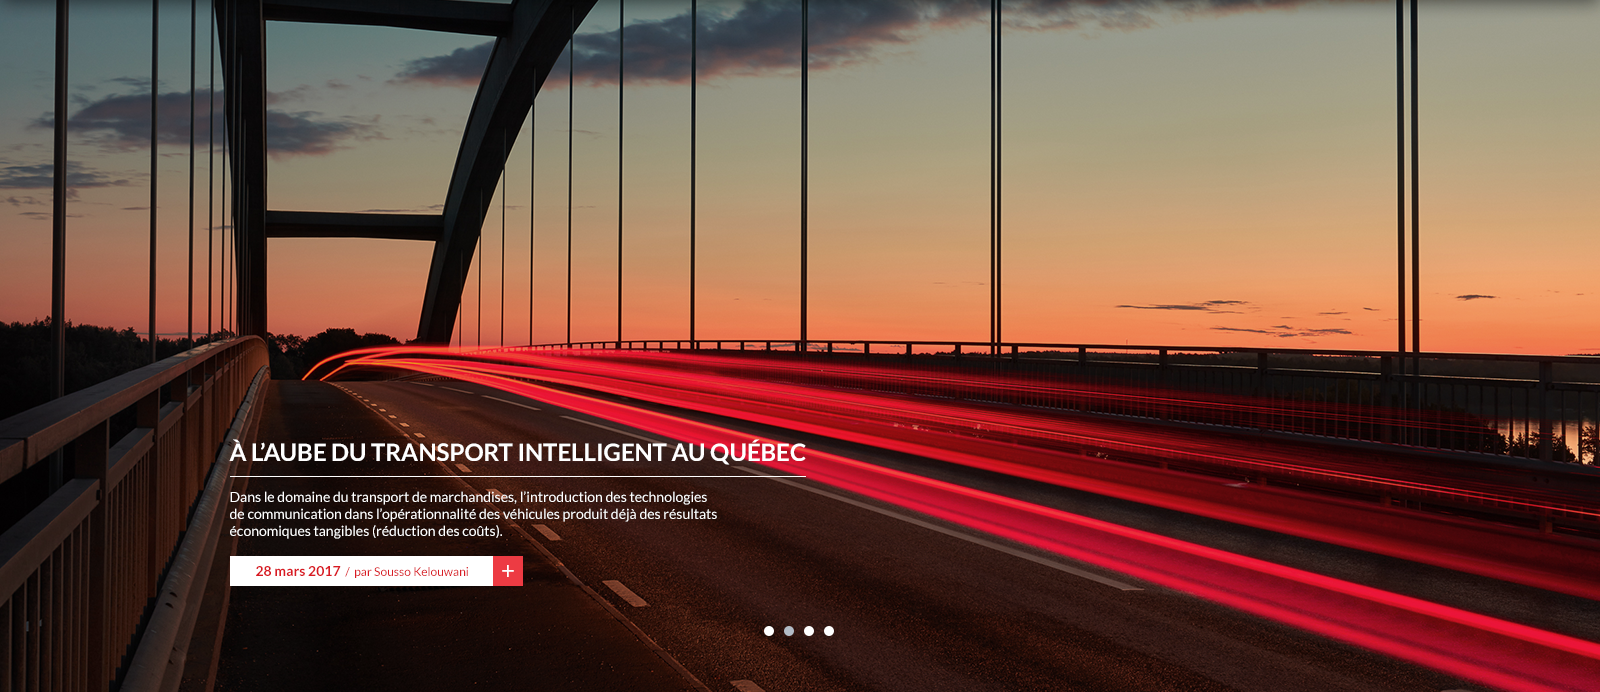 À L’AUBE DU TRANSPORT INTELLIGENT AU QUÉBEC
Dans le domaine du transport de marchandises, l’introduction des technologies
de communication dans l’opérationnalité des véhicules produit déjà des résultats
économiques tangibles (réduction des coûts).
28 mars 2017 / par Sousso Kelouwani +